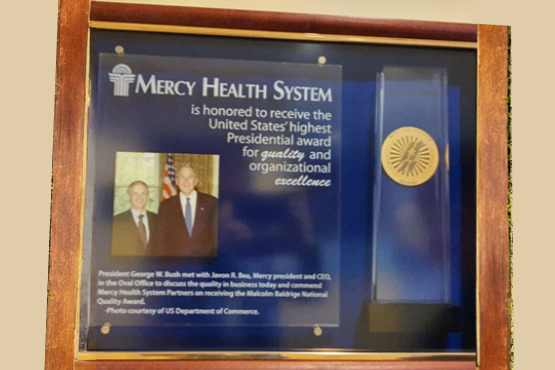 MERCY HEALTH SYSTEM
is honored to receive the
United States' highest
Presidential award
for quality and
organizational
excellence
President George W. Bush met with Javon R. Bea, Mercy president and CEO,
in the Oval Office to discuss the quality in business today and commend
Mercy Health System Partners on receiving the Malcolm Baldrige National
Quality Award.
-Photo courtesy of US Department of Commerce.